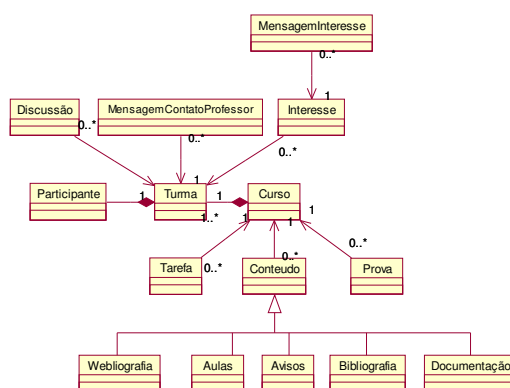 MensagemInteresse
0..*
1
Discussão
MensagemContatoProfessor
Interesse
0..*
0..*
0..*
1
Participante
1
Turma
1
Curso
1..*
1
1
1
Tarefa
0..*
Conteudo
0..*
0..*
Prova
Webliografia
Aulas
Avisos
Bibliografia
Documentação